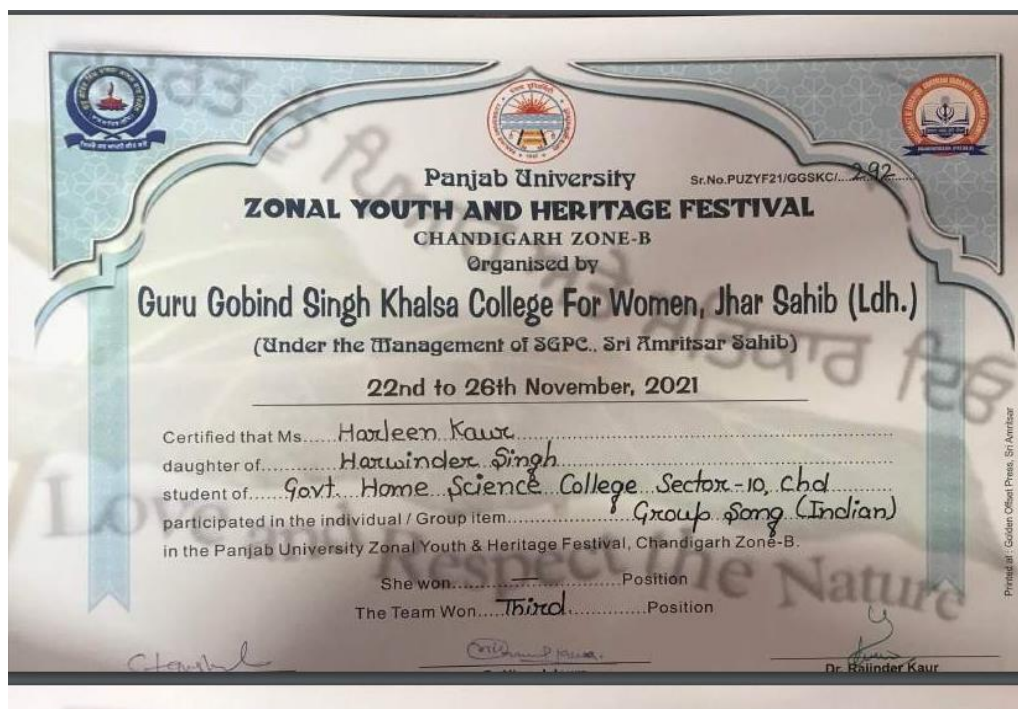 Panjab University
Sr.No.PUZYF21/GGSKC/....292......
ZONAL YOUTH AND HERITAGE FESTIVAL
CHANDIGARH ZONE-B
Organised by
Guru Gobind Singh Khalsa College For Women, Jhar Sahib (Ldh.)
(Under the Management of SGPC., Sri Amritsar Sahib)
22nd to 26th November, 2021
Certified that Ms......Harleen Kaur
daughter of............Harwinder Singh
student of......Govt. Home Science College Sector-10, Chd
participated in the individual / Group item.................Group Song (Indian)
in the Panjab University Zonal Youth & Heritage Festival, Chandigarh Zone-B.
She won............—............Position
The Team Won.....Third.............Position
Dr. Rajinder Kaur
Love and Respect the Nature
ਸਤਿਕਾਰ ਦਿਓ
Printed at : Golden Offset Press, Sri Amritsar